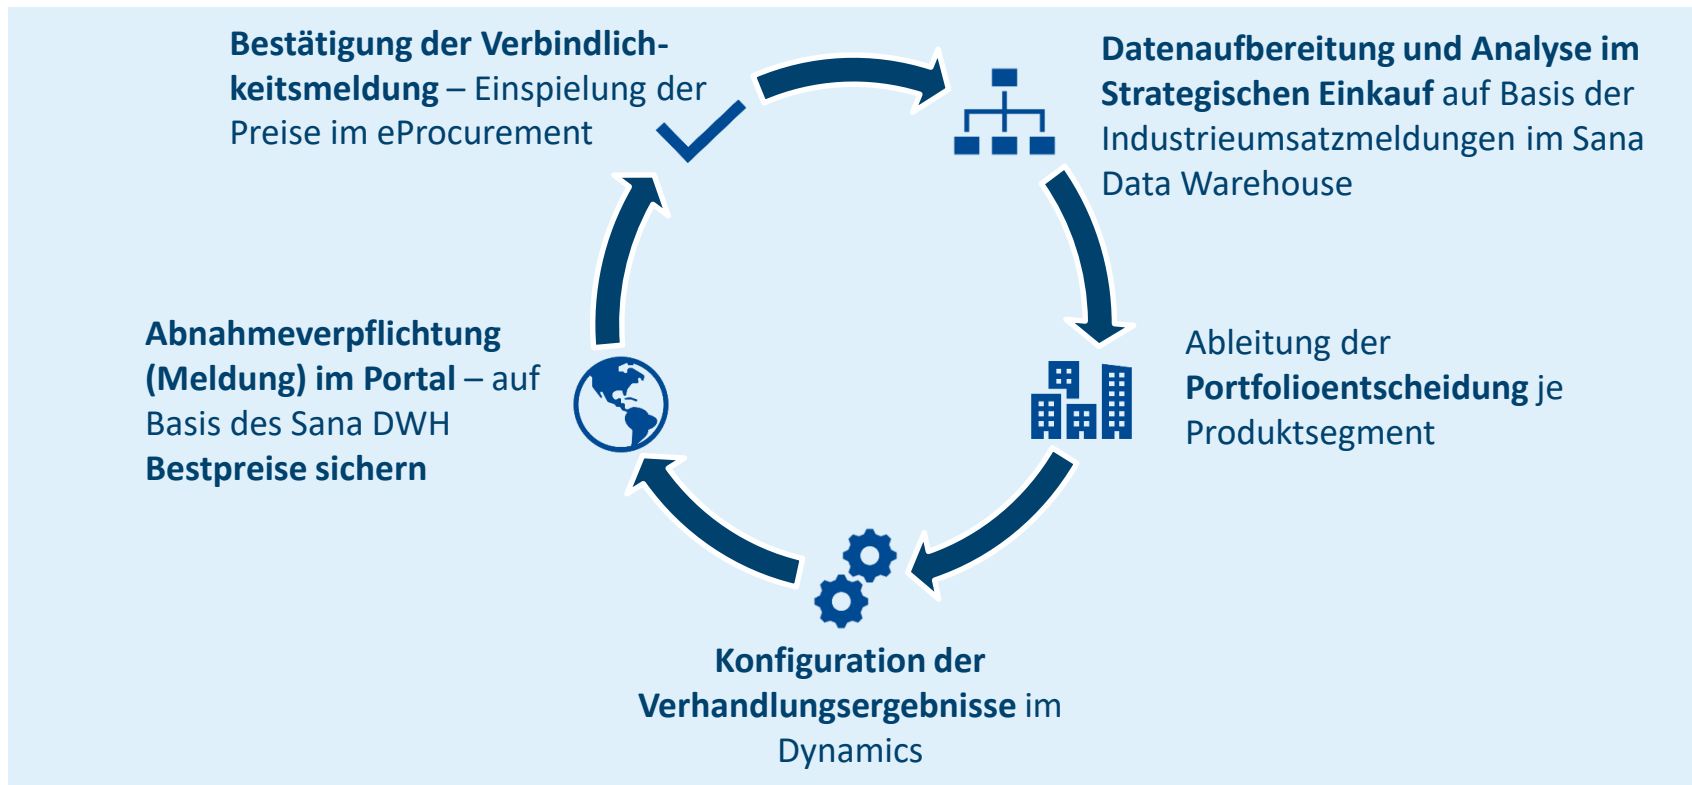 Bestätigung der Verbindlich-
keitsmeldung – Einspielung der
Preise im eProcurement
Datenaufbereitung und Analyse im
Strategischen Einkauf auf Basis der
Industrieumsatzmeldungen im Sana
Data Warehouse
Abnahmeverpflichtung
(Meldung) im Portal – auf
Basis des Sana DWH
Bestpreise sichern
Ableitung der
Portfolioentscheidung je
Produktsegment
Konfiguration der
Verhandlungsergebnisse im
Dynamics